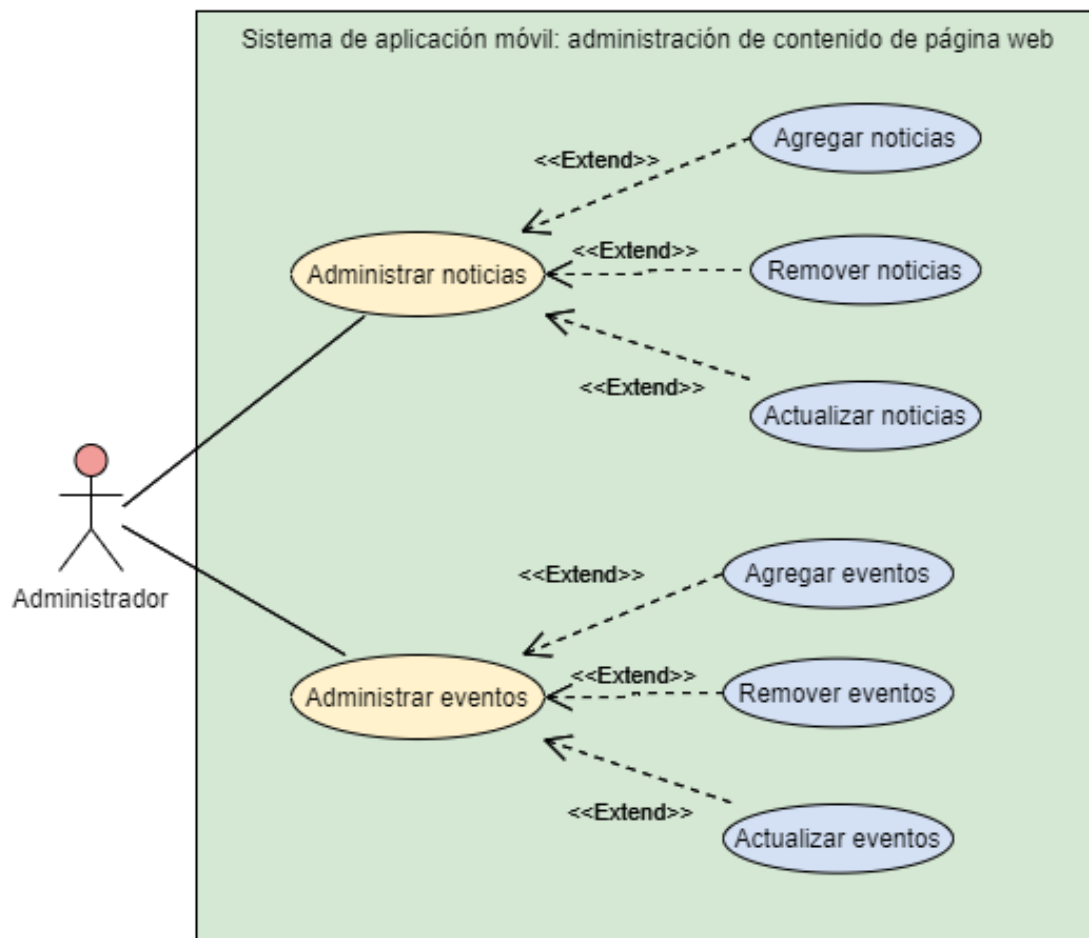 Sistema de aplicación móvil: administración de contenido de página web
Agregar noticias
<<Extend>>
<<Extend>>
Administrar noticias
Remover noticias
<<Extend>>
Actualizar noticias
Administrador
<<Extend>>
Agregar eventos
<<Extend>>
Administrar eventos
Remover eventos
<<Extend>>
Actualizar eventos